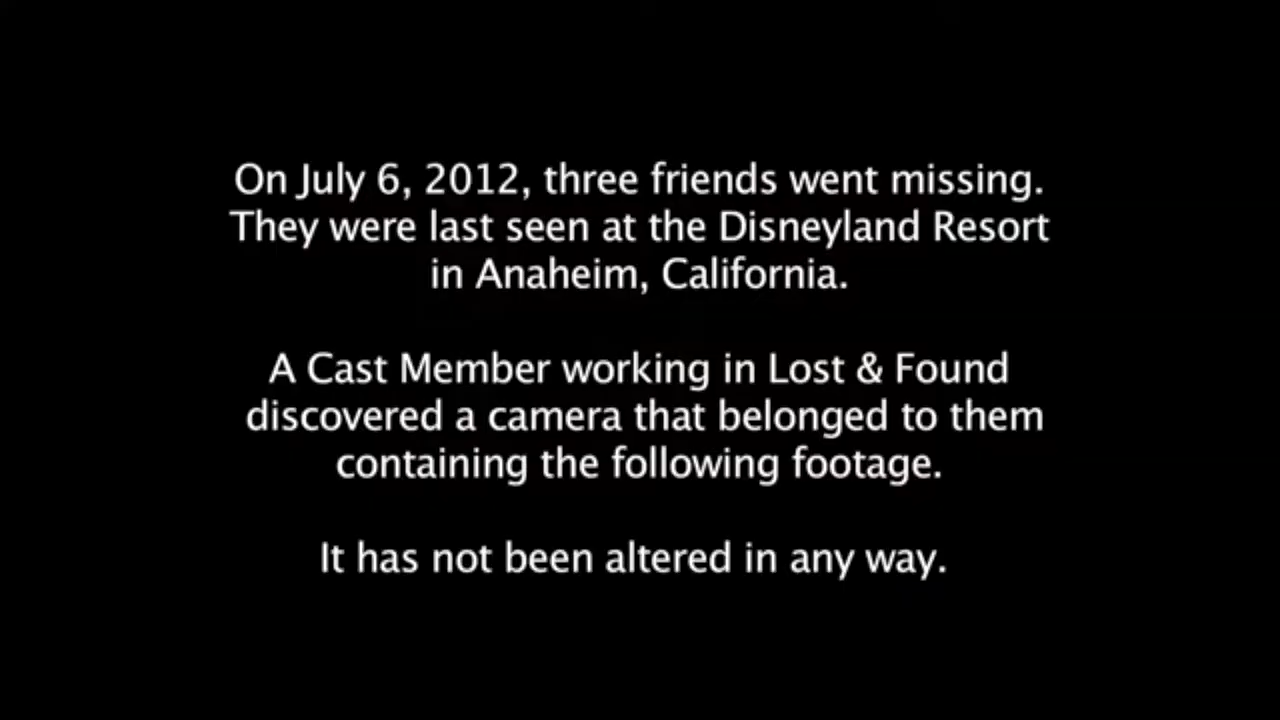 On July 6, 2012, three friends went missing.
They were last seen at the Disneyland Resort
in Anaheim, California.
A Cast Member working in Lost & Found
discovered a camera that belonged to them
containing the following footage.
It has not been altered in any way.